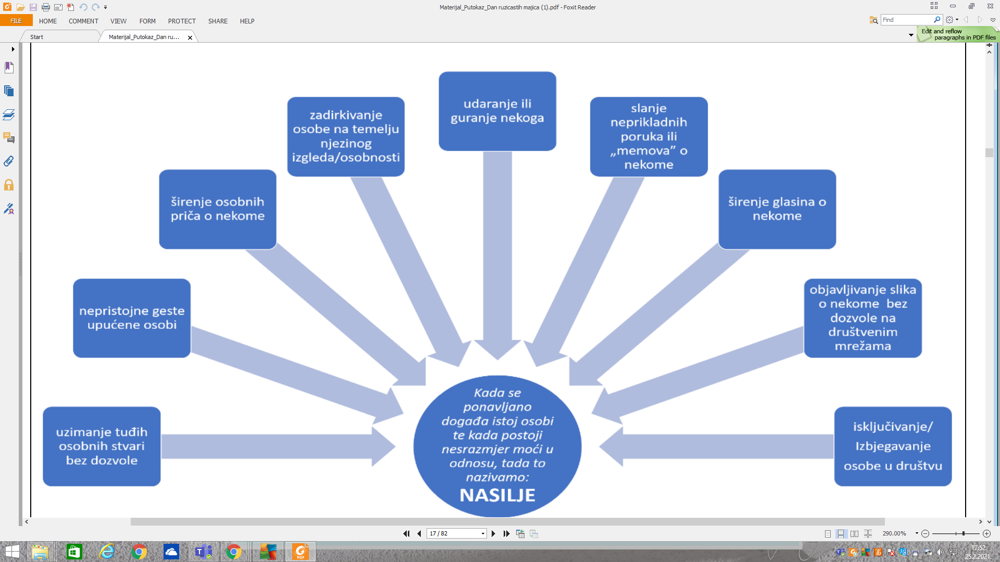 Materijal_Putokaz_Dan ruzicastih majica (1).pdf - Foxit Reader
FILE HOME COMMENT VIEW FORM PROTECT SHARE HELP
Find
Start
Materijal_Putokaz_Dan ru...
Edit and reflow
paragraphs in PDF files
uzimanje tuđih
osobnih stvari
bez dozvole
nepristojne geste
upućene osobi
širenje osobnih
priča o nekome
zadirkivanje
osobe na temelju
njezinog
izgleda/osobnosti
udaranje ili
guranje nekoga
slanje
neprikladnih
poruka ili
„memova” o
nekome
širenje glasina o
nekome
objavljivanje slika
o nekome bez
dozvole na
društvenim
mrežama
isključivanje/
Izbjegavanje
osobe u društvu
Kada se
ponavljano
događa istoj osobi
te kada postoji
nesrazmjer moći u
odnosu, tada to
nazivamo:
NASILJE
17 / 82
290.00%
PDF
17:52
25.2.2021.